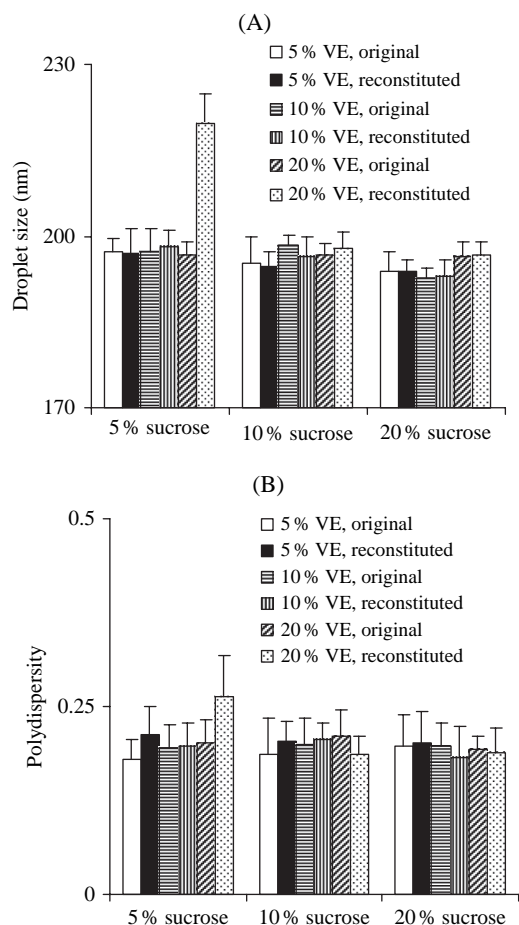 (A)
5% VE, original
5% VE, reconstituted
10% VE, original
10% VE, reconstituted
20% VE, original
20% VE, reconstituted
Droplet size (nm)
230
200
170
5% sucrose
10% sucrose
20% sucrose
(B)
5% VE, original
5% VE, reconstituted
10% VE, original
10% VE, reconstituted
20% VE, original
20% VE, reconstituted
Polydispersity
0.5
0.25
0
5% sucrose
10% sucrose
20% sucrose